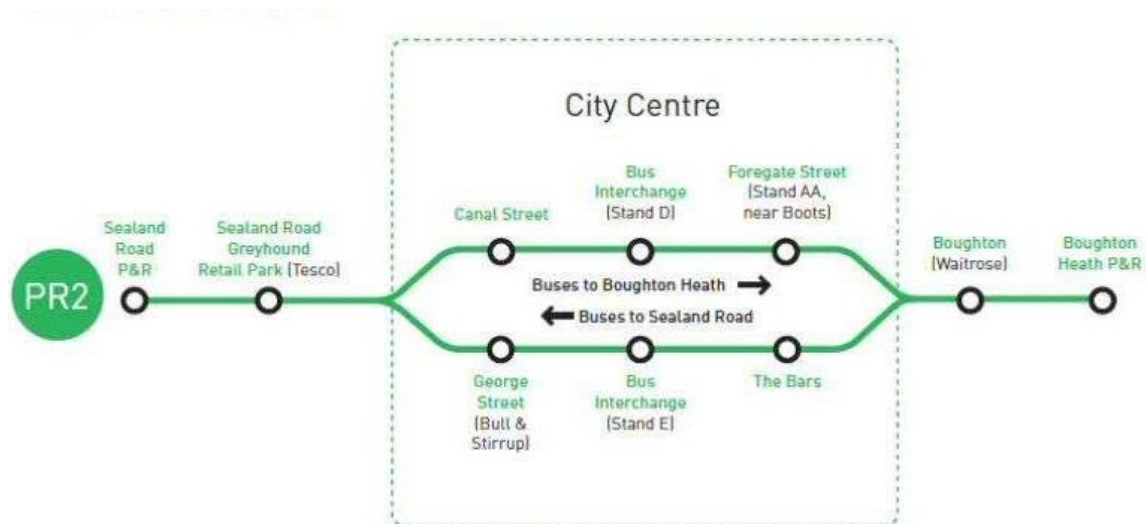 City Centre
PR2
Sealand
Road
P&R
Sealand Road
Greyhound
Retail Park (Tesco)
Canal Street
Bus
Interchange
(Stand D)
Foregate Street
(Stand AA,
near Boots)
Boughton
(Waitrose)
Boughton
Heath P&R
Buses to Boughton Heath
Buses to Sealand Road
George
Street
(Bull &
Stirrup)
Bus
Interchange
(Stand E)
The Bars